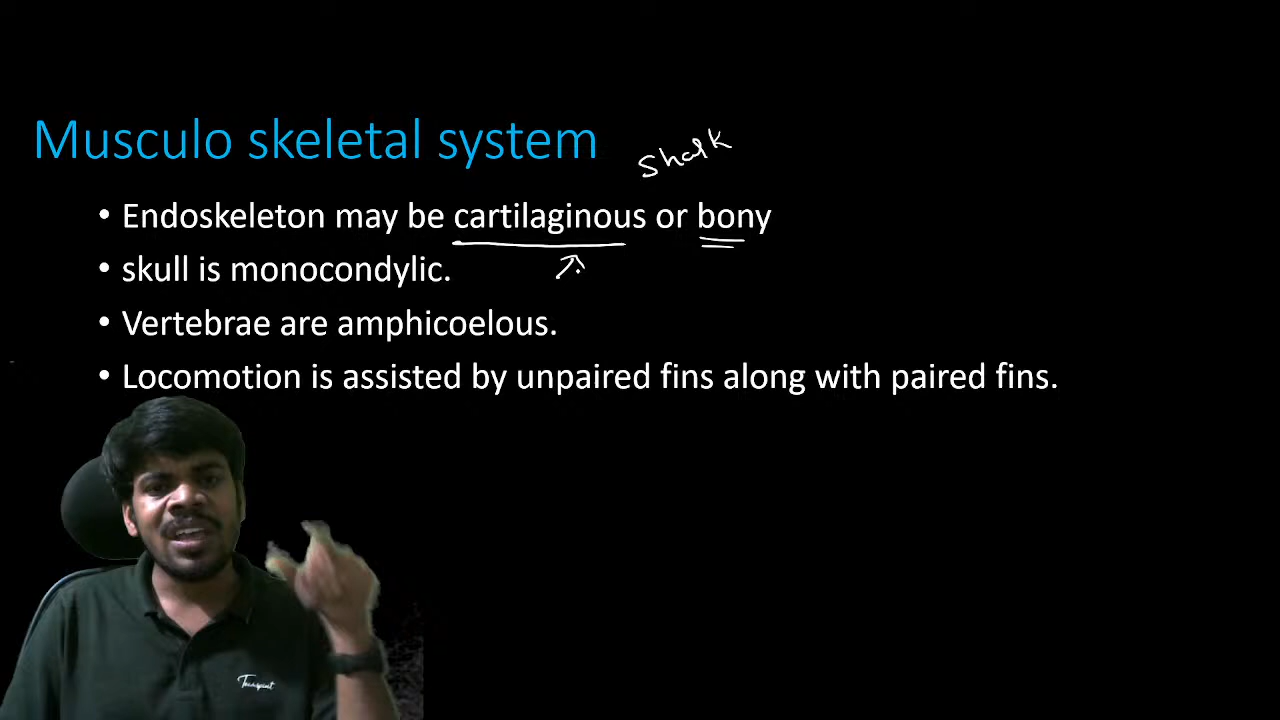 Musculo skeletal system
Shark
• Endoskeleton may be cartilaginous or bony
• skull is monocondylic.
• Vertebrae are amphicoelous.
• Locomotion is assisted by unpaired fins along with paired fins.